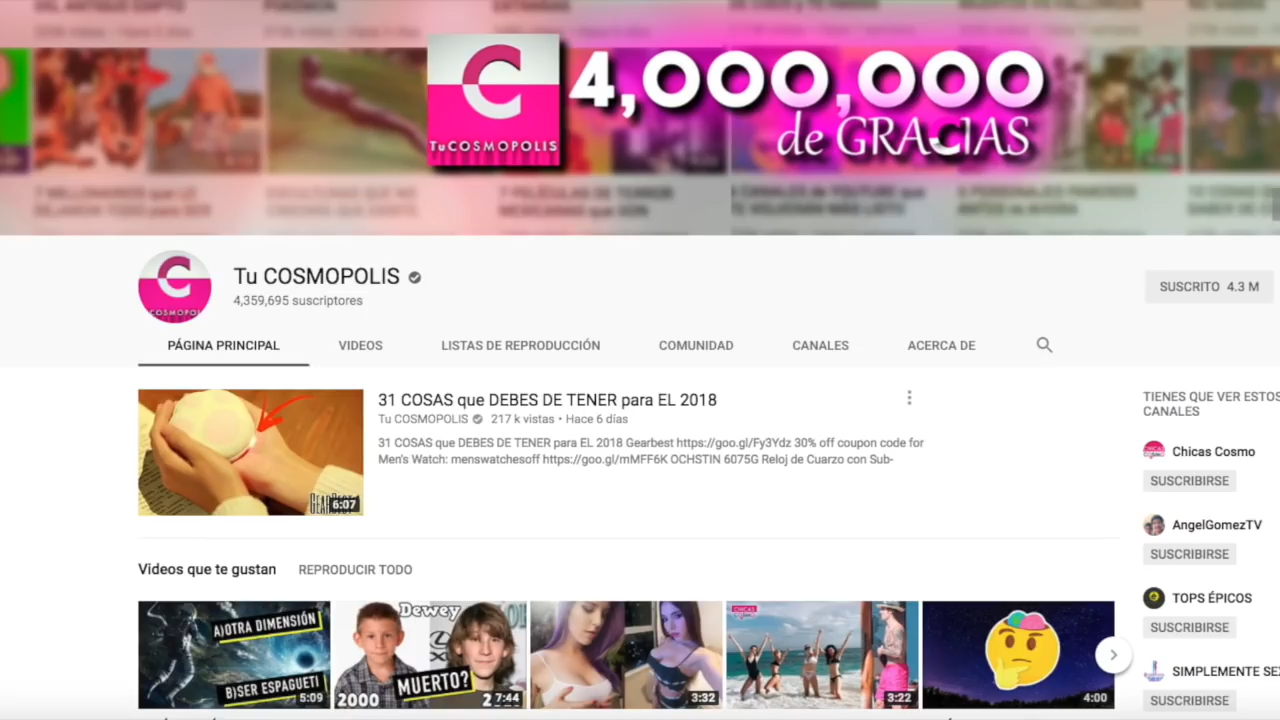 C
TuCOSMOPOLIS
4,000,000
de GRACIAS
Tu COSMOPOLIS
4,359,695 suscriptores
SUSCRITO 4.3 M
PÁGINA PRINCIPAL
VIDEOS
LISTAS DE REPRODUCCIÓN
COMUNIDAD
CANALES
ACERCA DE
31 COSAS que DEBES DE TENER para EL 2018
Tu COSMOPOLIS 217 k vistas • Hace 6 días
31 COSAS que DEBES DE TENER para EL 2018 Gearbest https://goo.gl/Fy3Ydz 30% off coupon code for
Men's Watch: menswatchesoff https://goo.gl/mMFF6K OCHSTIN 6075G Reloj de Cuarzo con Sub-
6:07
TIENES QUE VER ESTOS
CANALES
Chicas Cosmo
SUSCRIBIRSE
AngelGomezTV
SUSCRIBIRSE
TOPS ÉPICOS
SUSCRIBIRSE
SIMPLEMENTE
SUSCRIBIRSE
Videos que te gustan
REPRODUCIR TODO
A)OTRA DIMENSIÓN
B)SER ESPAGUETI
5:09
Dewey
MUERTO?
2000
7:44
3:32
CHICAS
3:22
4:00